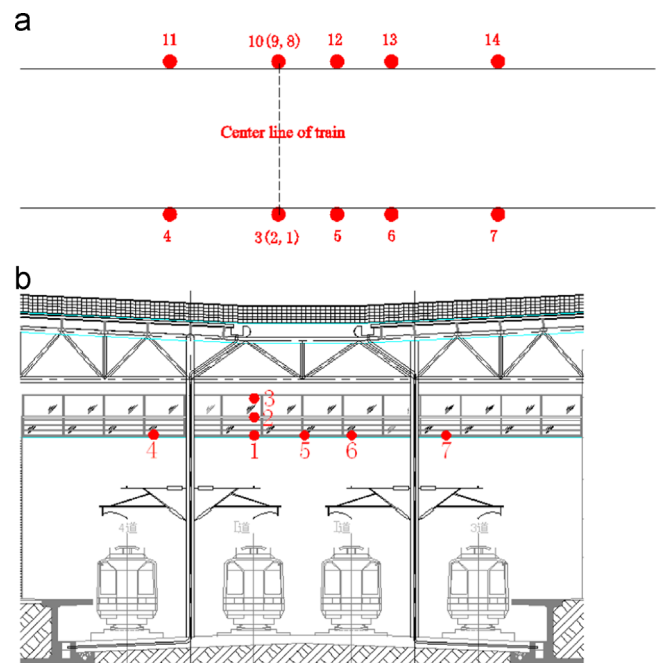 a
11 10(9, 8) 12 13 14
Center line of train
4 3(2, 1) 5 6 7
b
3
2
4 1 5 6 7
4道 3道